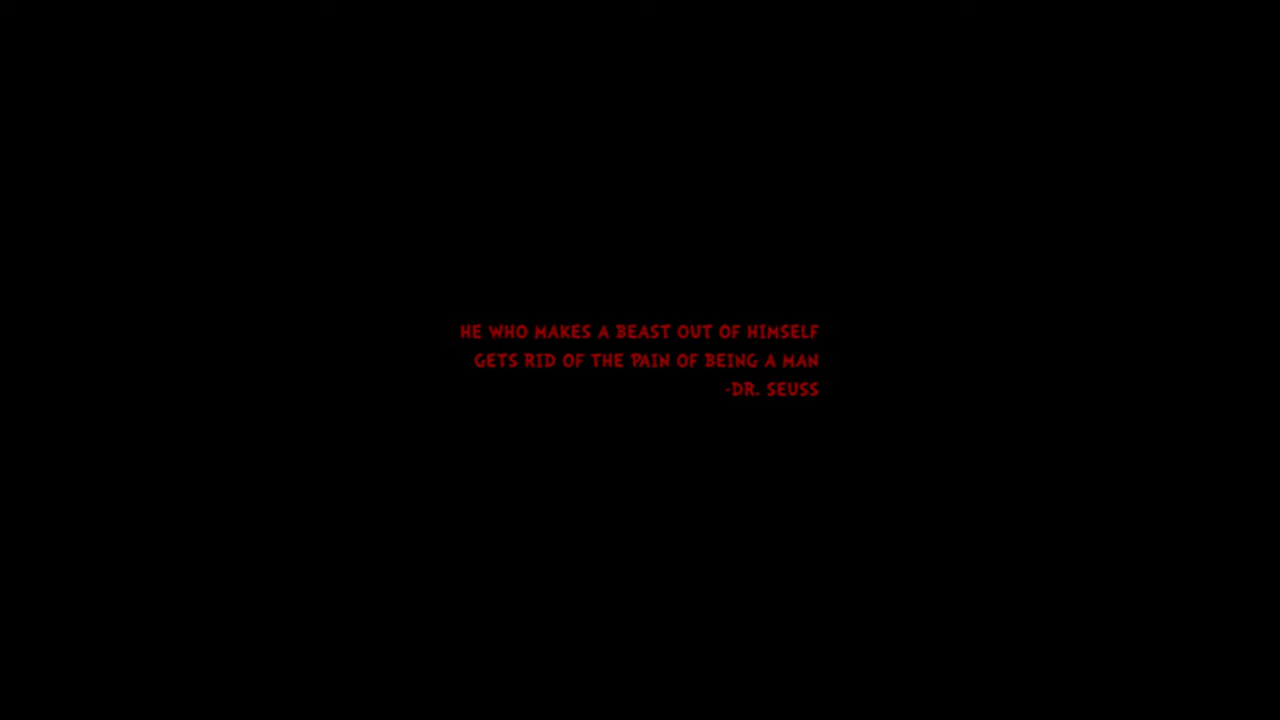 HE WHO MAKES A BEAST OUT OF HIMSELF
GETS RID OF THE PAIN OF BEING A MAN
-DR. SEUSS